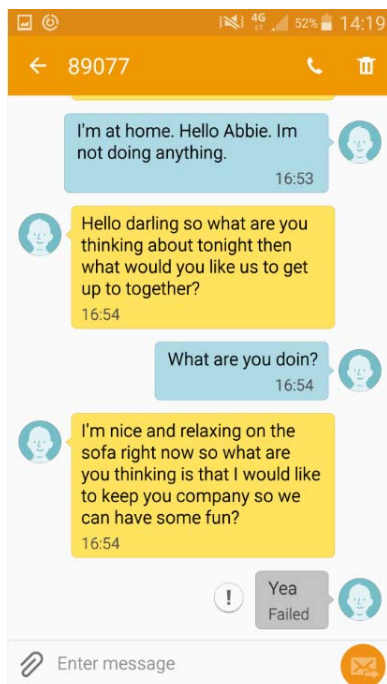 4G 52% 14:19
89077
I'm at home. Hello Abbie. Im
not doing anything.
16:53
Hello darling so what are you
thinking about tonight then
what would you like us to get
up to together?
16:54
What are you doin?
16:54
I'm nice and relaxing on the
sofa right now so what are
you thinking is that I would like
to keep you company so we
can have some fun?
16:54
!
Yea
Failed
Enter message